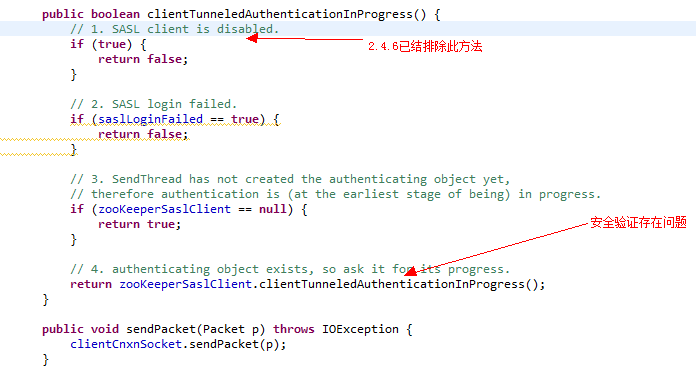 public boolean clientTunneledAuthenticationInProgress() {
// 1. SASL client is disabled.
if (true) {
2.4.6已结排除此方法
return false;
}
// 2. SASL login failed.
if (saslLoginFailed == true) {
return false;
}
// 3. SendThread has not created the authenticating object yet,
// therefore authentication is (at the earliest stage of being) in progress.
if (zooKeeperSaslClient == null) {
return true;
安全验证存在问题
}
// 4. authenticating object exists, so ask it for its progress.
return zooKeeperSaslClient.clientTunneledAuthenticationInProgress();
}
public void sendPacket(Packet p) throws IOException {
clientCnxnSocket.sendPacket(p);
}